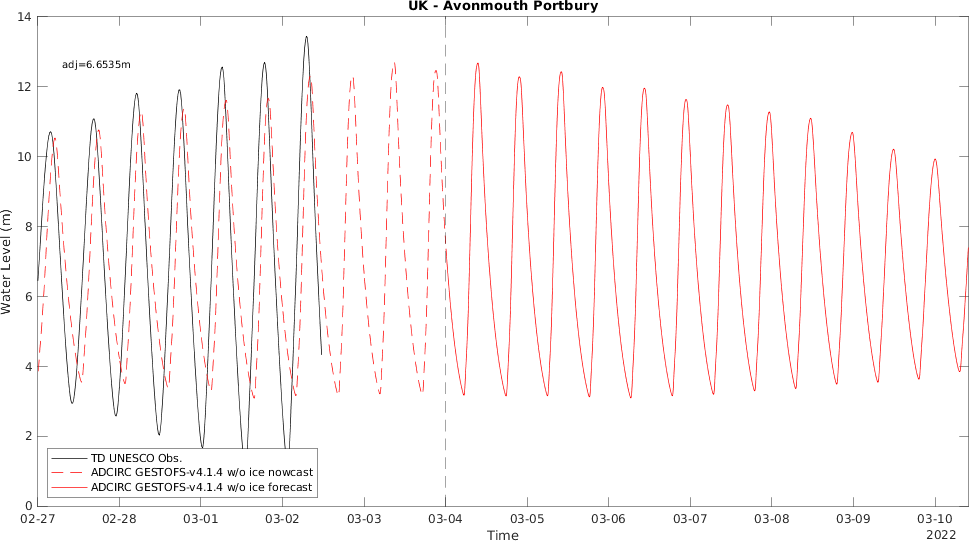 UK - Avonmouth Portbury
adj=6.6535m
Water Level (m)
14
12
10
8
6
4
2
0
TD UNESCO Obs.
ADCIRC GESTOFS-v4.1.4 w/o ice nowcast
ADCIRC GESTOFS-v4.1.4 w/o ice forecast
02-27 02-28 03-01 03-02 03-03 03-04 03-05 03-06 03-07 03-08 03-09 03-10
Time
2022